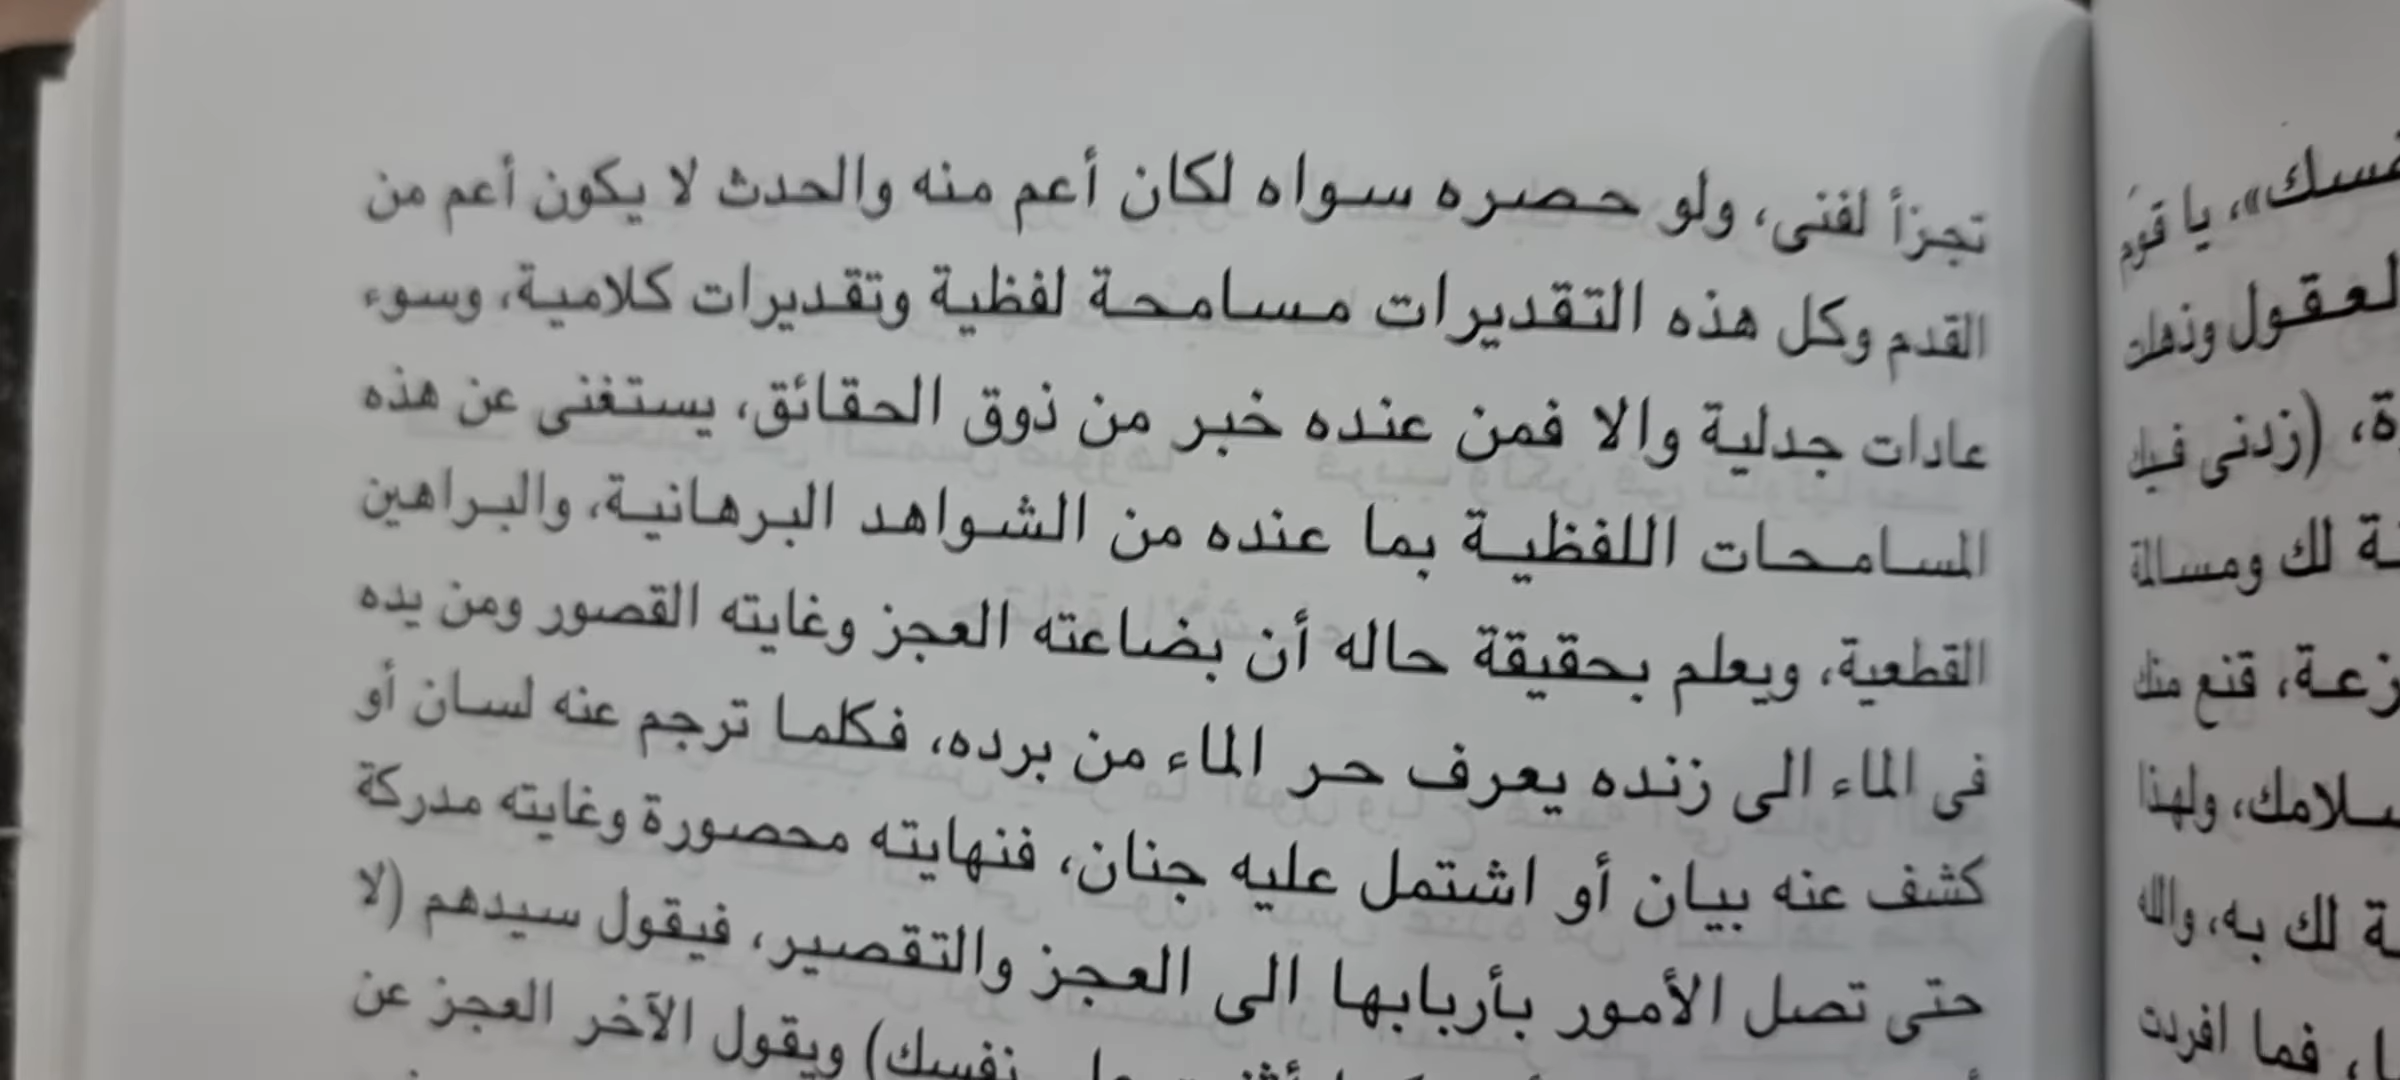 تجزأ لفنى، ولو حصره سواه لكان أعم منه والحدث لا يكون أعم من
القدم وكل هذه التقديرات مسامحة لفظية وتقديرات كلامية، وسوء
عادات جدلية والا فمن عنده خبر من ذوق الحقائق، يستغنى عن هذه
المسامحات اللفظية بما عنده من الشواهد البرهانية، والبراهين
القطعية، ويعلم بحقيقة حاله أن بضاعته العجز وغايته القصور ومن يده
فى الماء الى زنده يعرف حر الماء من برده، فكلما ترجم عنه لسان أو
كشف عنه بيان أو اشتمل عليه جنان، فنهايته محصورة وغايته مدركة
حتى تصل الأمور بأربابها الى العجز والتقصير، فيقول سيدهم (لا
نفسك) ويقول الآخر العجز عن
يا قوم
العقول وذهلت
(زدنى فيك
لك ومسالمة
قنع منك
ولهذا
لك به، والله
فما افردت